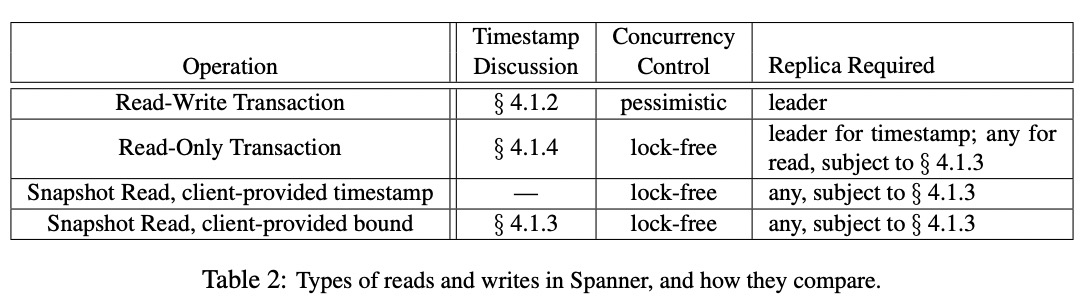 Operation Timestamp Discussion Concurrency Control Replica Required
Read-Write Transaction § 4.1.2 pessimistic leader
Read-Only Transaction § 4.1.4 lock-free leader for timestamp; any for
read, subject to § 4.1.3
Snapshot Read, client-provided timestamp — lock-free any, subject to § 4.1.3
Snapshot Read, client-provided bound § 4.1.3 lock-free any, subject to § 4.1.3
Table 2: Types of reads and writes in Spanner, and how they compare.